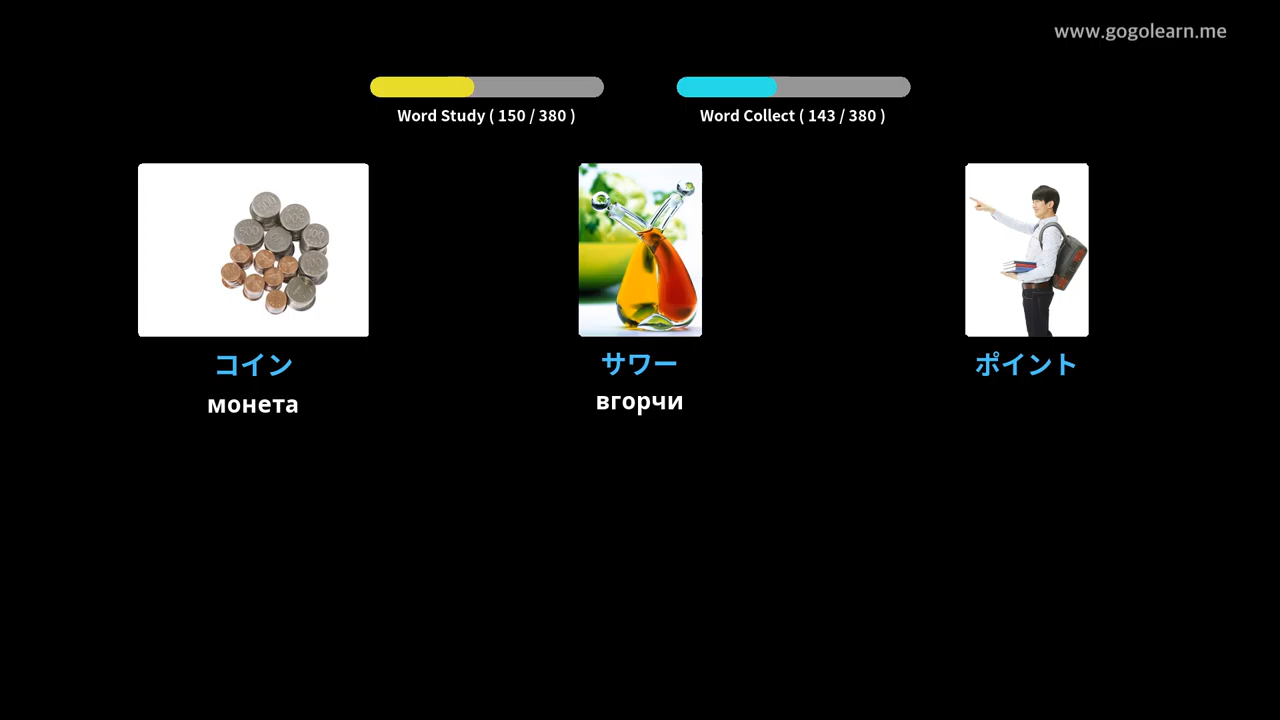 www.gogolearn.me
Word Study ( 150 / 380 )
Word Collect ( 143 / 380 )
コイン
サワー
ポイント
монета
вгорчи